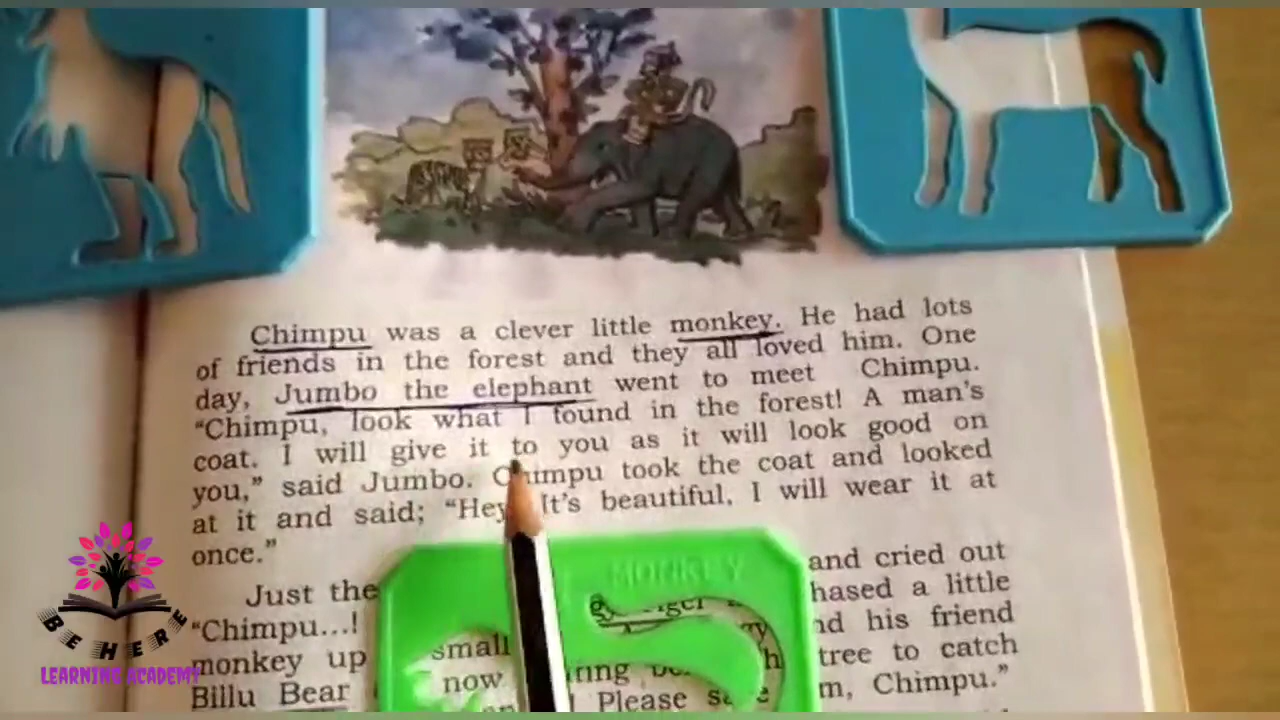 Chimpu was a clever little monkey. He had lots
of friends in the forest and they all loved him. One
day, Jumbo the elephant went to meet Chimpu.
"Chimpu, look what I found in the forest! A man's
coat. I will give it to you as it will look good on
you," said Jumbo. Chimpu took the coat and looked
at it and said; "Hey! It's beautiful, I will wear it at
once."
MONKEY
Just the and cried out
"Chimpu...! hased a little
monkey up small nd his friend
Billu Bear now tree to catch
Please m, Chimpu."
BE HERE
LEARNING ACADEMY